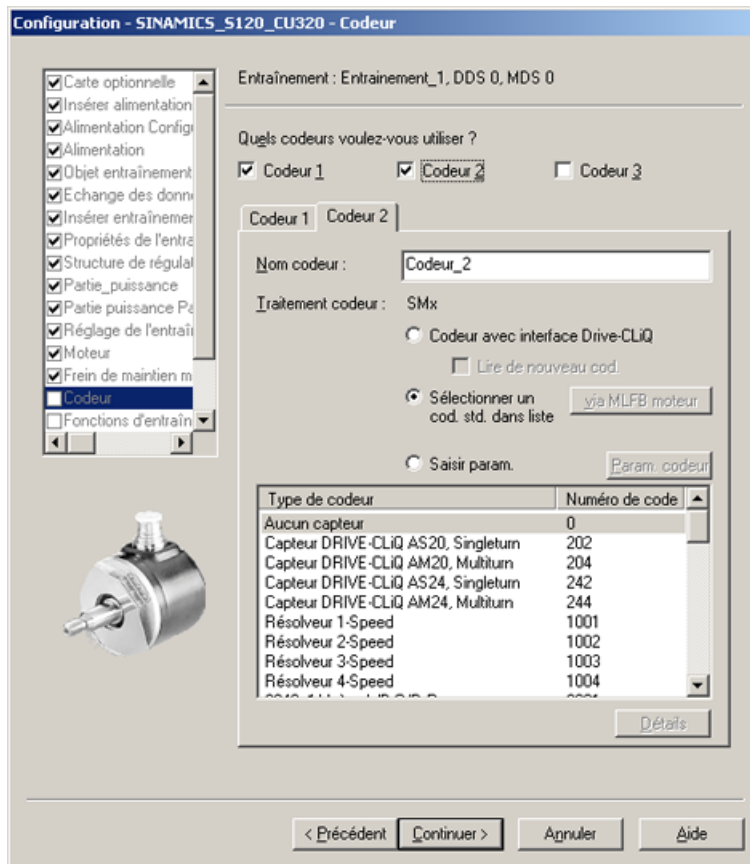 Configuration - SINAMICS_S120_CU320 - Codeur
Carte optionnelle
Insérer alimentation
Alimentation Config
Alimentation
Objet entraînement
Echange des donn
Insérer entraînemer
Propriétés de l'entra
Structure de régulat
Partie_puissance
Partie puissance Pa
Réglage de l'entraî
Moteur
Frein de maintien m
Codeur
Fonctions d'entraîn
Entraînement : Entrainement_1, DDS 0, MDS 0
Quels codeurs voulez-vous utiliser ?
Codeur 1 Codeur 2 Codeur 3
Codeur 1 Codeur 2
Nom codeur : Codeur_2
Traitement codeur : SMx
Codeur avec interface Drive-CLiQ
Lire de nouveau cod.
Sélectionner un via MLFB moteur
cod. std. dans liste
Saisir param. Param. codeur
Type de codeur Numéro de code
Aucun capteur 0
Capteur DRIVE-CLiQ AS20, Singleturn 202
Capteur DRIVE-CLiQ AM20, Multiturn 204
Capteur DRIVE-CLiQ AS24, Singleturn 242
Capteur DRIVE-CLiQ AM24, Multiturn 244
Résolveur 1-Speed 1001
Résolveur 2-Speed 1002
Résolveur 3-Speed 1003
Résolveur 4-Speed 1004
Détails
< Précédent Continuer > Annuler Aide